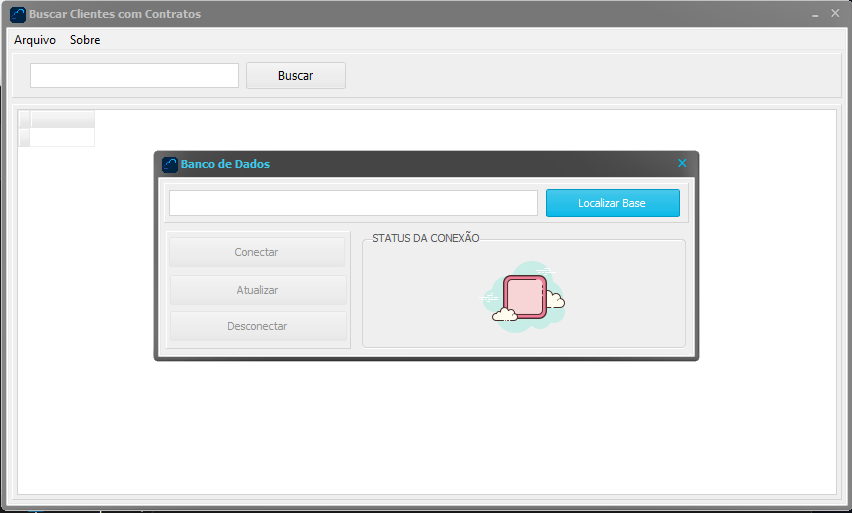 Buscar Clientes com Contratos
Arquivo Sobre
Buscar
Banco de Dados
Localizar Base
Conectar
Atualizar
Desconectar
STATUS DA CONEXÃO